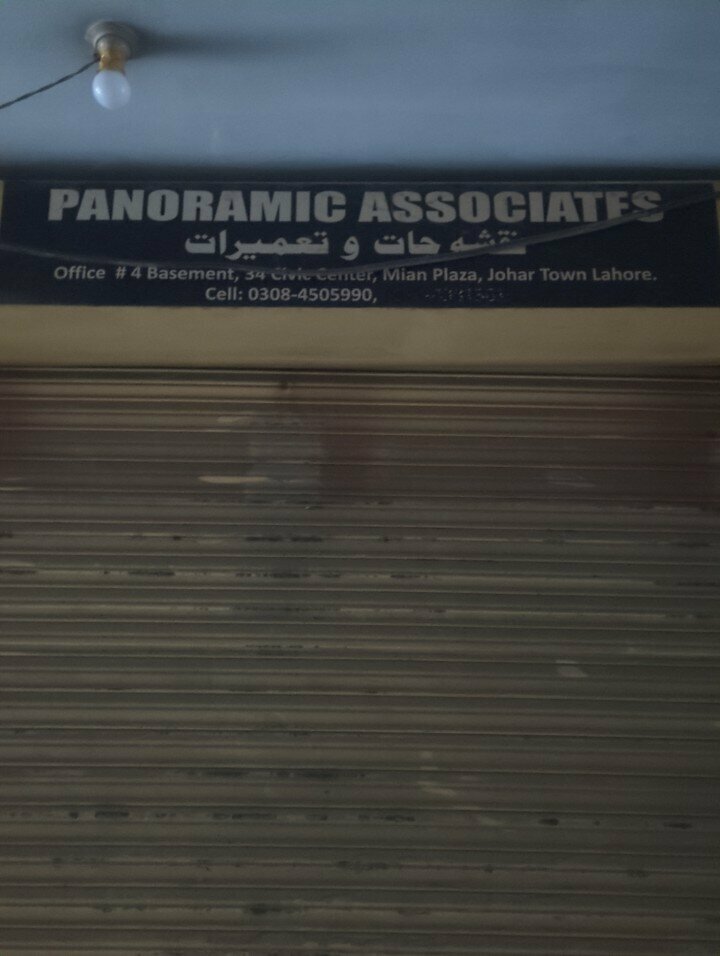 PANORAMIC ASSOCIATES
نقشہ جات و تعمیرات
Office # 4 Basement, 34 Civic Center, Mian Plaza, Johar Town Lahore.
Cell: 0308-4505990,